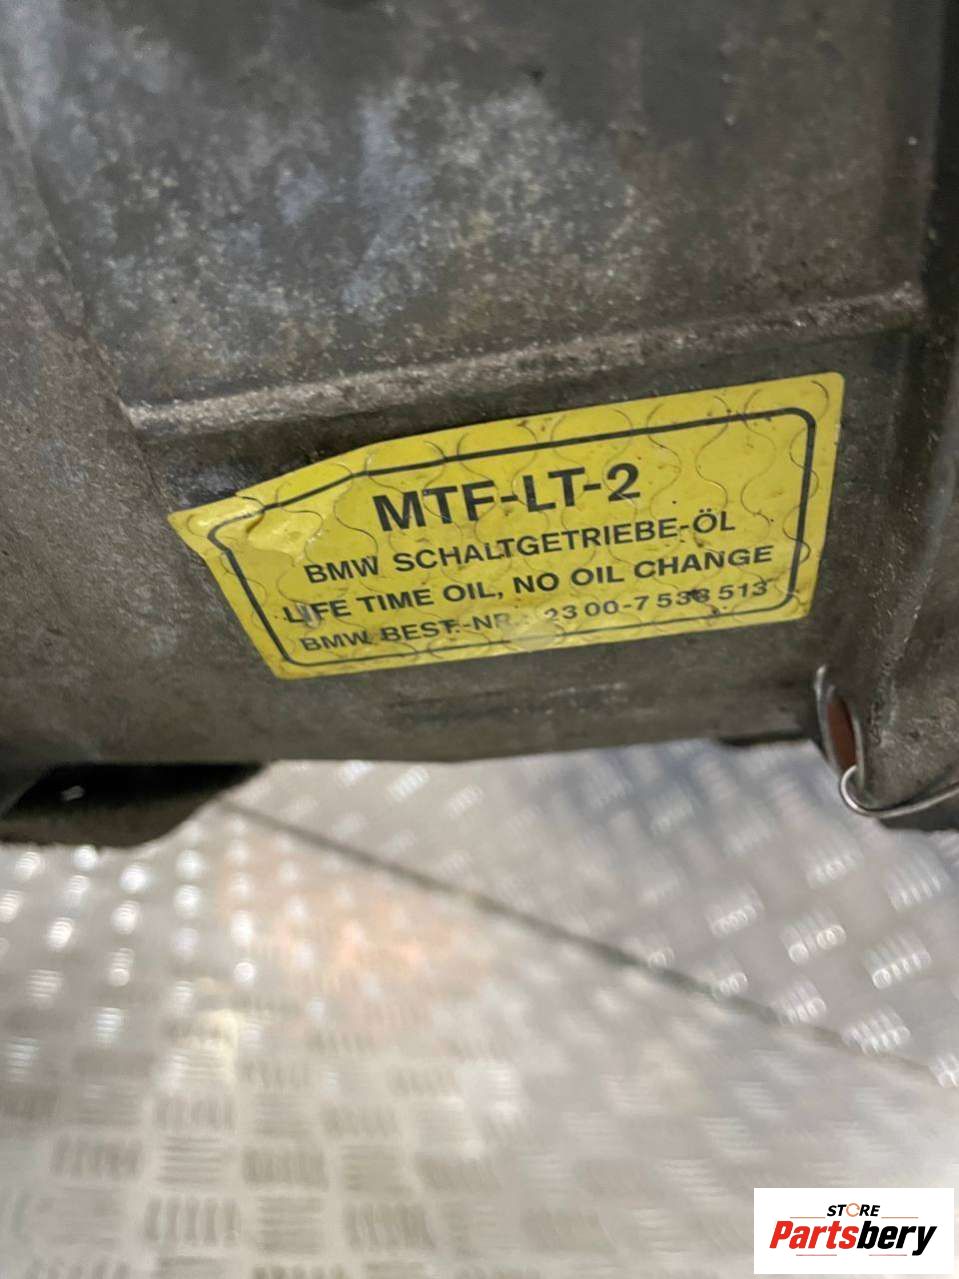 MTF-LT-2
BMW SCHALTGETRIEBE-ÖL
LIFE TIME OIL, NO OIL CHANGE
BMW BEST.-NR.: 23 00-7 533 513
STORE
Partsbery